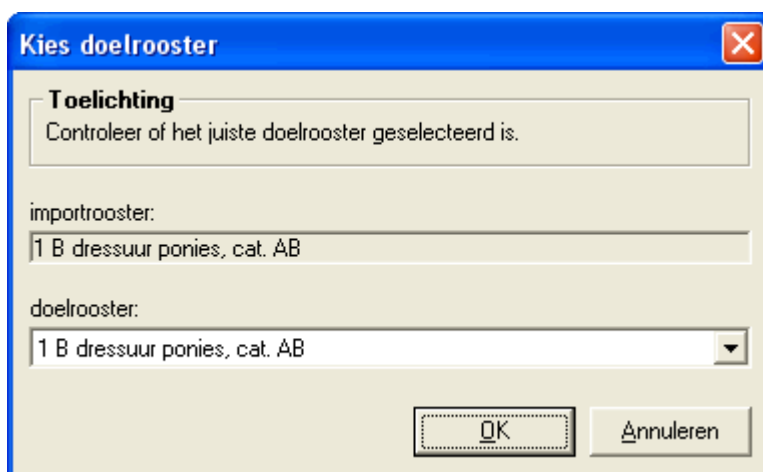 Kies doelrooster
Toelichting
Controleer of het juiste doelrooster geselecteerd is.
importrooster:
1 B dressuur ponies, cat. AB
doelrooster:
1 B dressuur ponies, cat. AB
OK
Annuleren